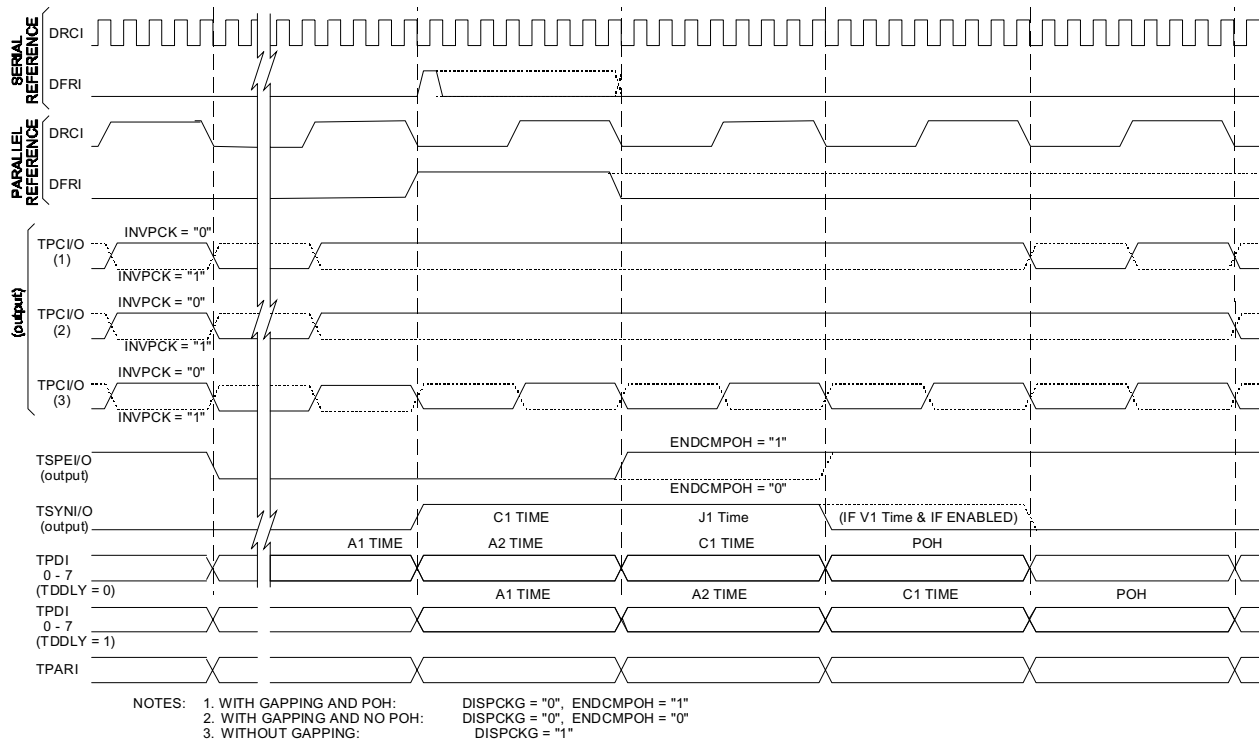 SERIAL
REFERENCE
DRCI
DFRI
PARALLEL
REFERENCE
DRCI
DFRI
(output)
INVPCK = "0"
TPCI/O
(1)
INVPCK = "1"
INVPCK = "0"
TPCI/O
(2)
INVPCK = "1"
INVPCK = "0"
TPCI/O
(3)
INVPCK = "1"
ENDCMPOH = "1"
TSPEI/O
(output)
ENDCMPOH = "0"
TSYNI/O
(output)
C1 TIME
J1 Time
(IF V1 Time & IF ENABLED)
A1 TIME
A2 TIME
C1 TIME
POH
TPDI
0 - 7
(TDDLY = 0)
A1 TIME
A2 TIME
C1 TIME
POH
TPDI
0 - 7
(TDDLY = 1)
TPARI
NOTES: 1. WITH GAPPING AND POH: DISPCKG = "0", ENDCMPOH = "1"
2. WITH GAPPING AND NO POH: DISPCKG = "0", ENDCMPOH = "0"
3. WITHOUT GAPPING: DISPCKG = "1"